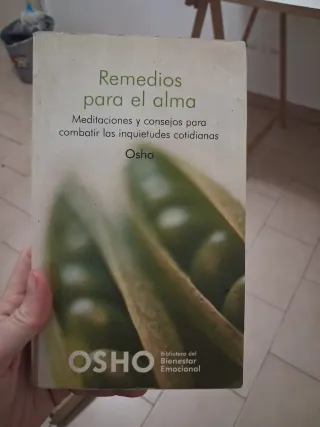 Remedios
para el alma
Meditaciones y consejos para
combatir las inquietudes cotidianas
Osho
OSHO
Biblioteca del
Bienestar
Emocional